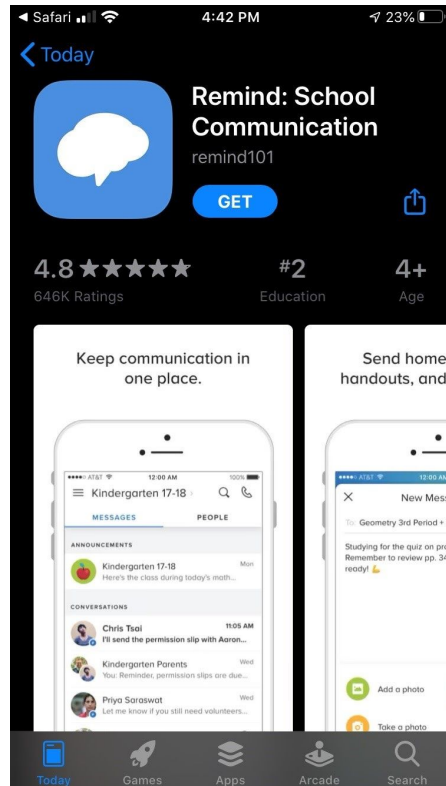 ◀ Safari
4:42 PM
23%
Today
Remind: School
Communication
remind101
GET
4.8 ★★★★★
#2
4+
646K Ratings
Education
Age
Keep communication in
one place.
AT&T
12:00 AM
100%
Kindergarten 17-18
MESSAGES
PEOPLE
ANNOUNCEMENTS
Kindergarten 17-18
Mon
Here's the class during today's math...
CONVERSATIONS
Chris Tsai
11:05 AM
I'll send the permission slip with Aaron...
Kindergarten Parents
Wed
You: Reminder, permission slips are due...
Priya Saraswat
Wed
Let me know if you still need volunteers...
Send home
handouts, and
AT&T
12:00 AM
New Mess
To: Geometry 3rd Period +
Studying for the quiz on pro
Remember to review pp. 34
ready! 💪
Add a photo
Take a photo
Today
Games
Apps
Arcade
Search